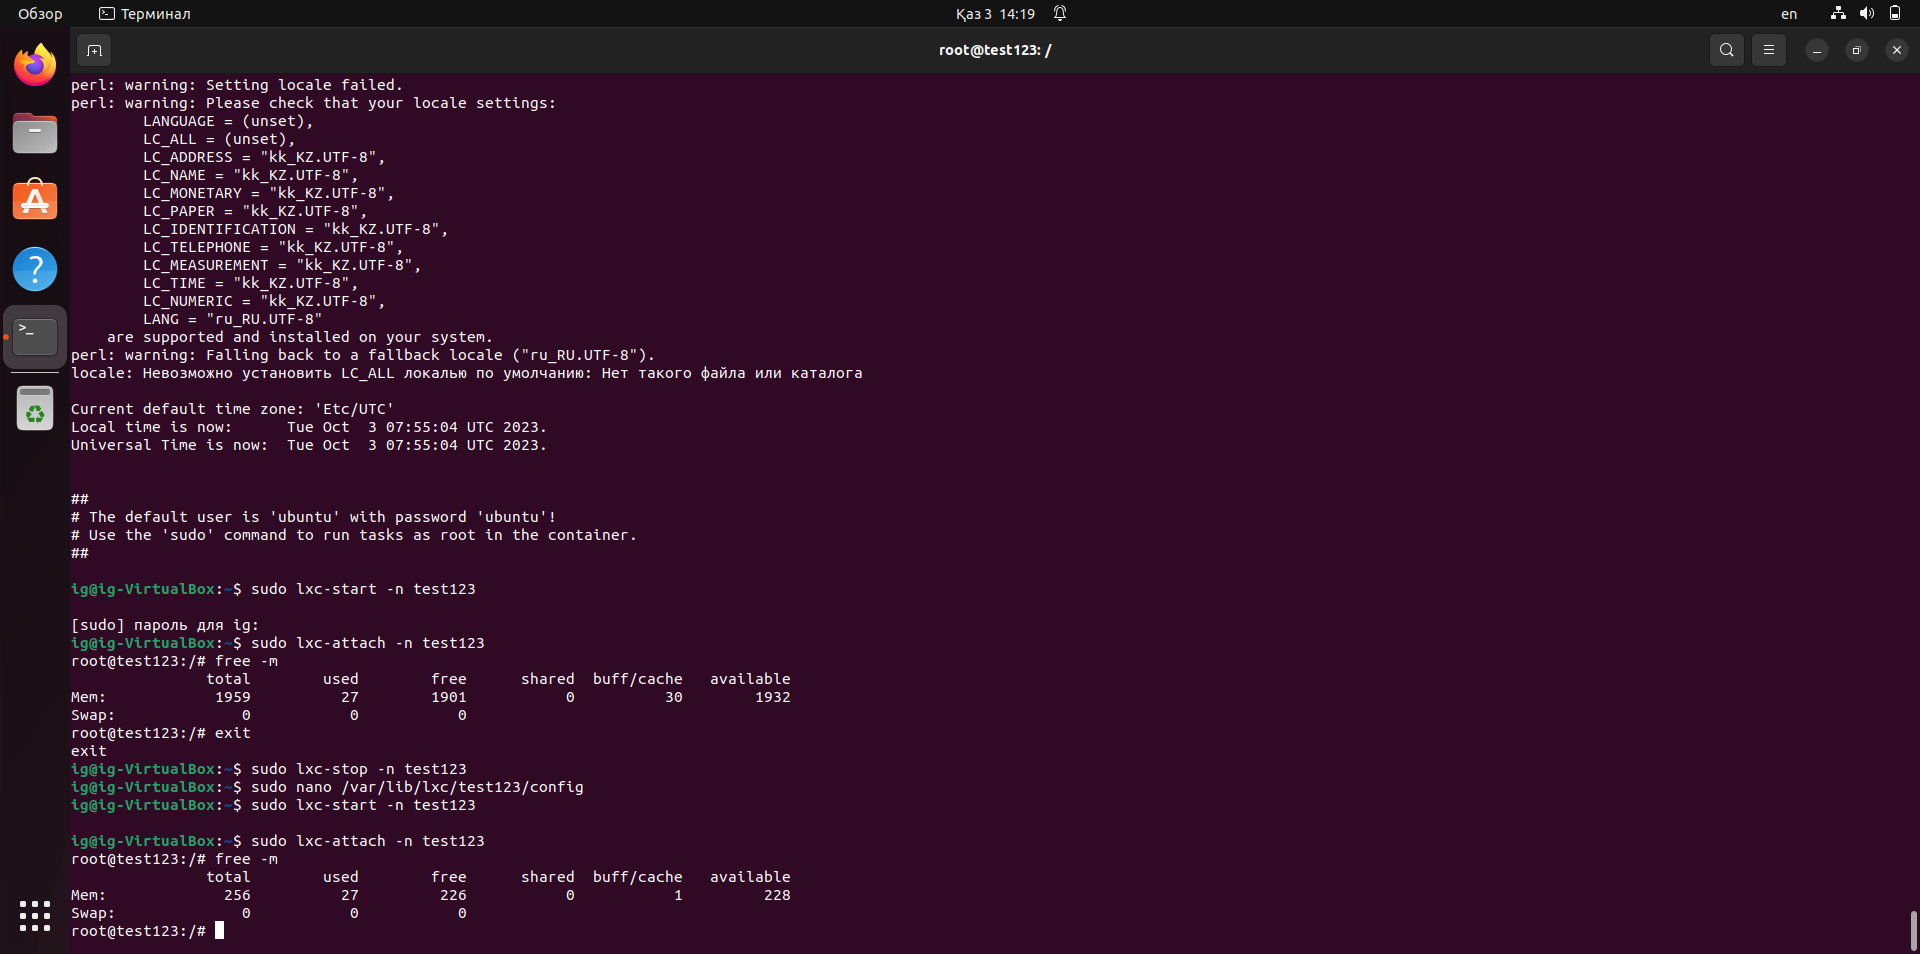 Обзор
Терминал
Қаз 3 14:19
en
root@test123: /
perl: warning: Setting locale failed.
perl: warning: Please check that your locale settings:
        LANGUAGE = (unset),
        LC_ALL = (unset),
        LC_ADDRESS = "kk_KZ.UTF-8",
        LC_NAME = "kk_KZ.UTF-8",
        LC_MONETARY = "kk_KZ.UTF-8",
        LC_PAPER = "kk_KZ.UTF-8",
        LC_IDENTIFICATION = "kk_KZ.UTF-8",
        LC_TELEPHONE = "kk_KZ.UTF-8",
        LC_MEASUREMENT = "kk_KZ.UTF-8",
        LC_TIME = "kk_KZ.UTF-8",
        LC_NUMERIC = "kk_KZ.UTF-8",
        LANG = "ru_RU.UTF-8"
    are supported and installed on your system.
perl: warning: Falling back to a fallback locale ("ru_RU.UTF-8").
locale: Невозможно установить LC_ALL локалью по умолчанию: Нет такого файла или каталога
Current default time zone: 'Etc/UTC'
Local time is now:      Tue Oct  3 07:55:04 UTC 2023.
Universal Time is now:  Tue Oct  3 07:55:04 UTC 2023.
##
# The default user is 'ubuntu' with password 'ubuntu'!
# Use the 'sudo' command to run tasks as root in the container.
##
ig@ig-VirtualBox:~$ sudo lxc-start -n test123
[sudo] пароль для ig:
ig@ig-VirtualBox:~$ sudo lxc-attach -n test123
root@test123:/# free -m
               total        used        free      shared  buff/cache   available
Mem:            1959          27        1901           0          30        1932
Swap:              0           0           0
root@test123:/# exit
exit
ig@ig-VirtualBox:~$ sudo lxc-stop -n test123
ig@ig-VirtualBox:~$ sudo nano /var/lib/lxc/test123/config
ig@ig-VirtualBox:~$ sudo lxc-start -n test123
ig@ig-VirtualBox:~$ sudo lxc-attach -n test123
root@test123:/# free -m
               total        used        free      shared  buff/cache   available
Mem:             256          27         226           0           1         228
Swap:              0           0           0
root@test123:/#